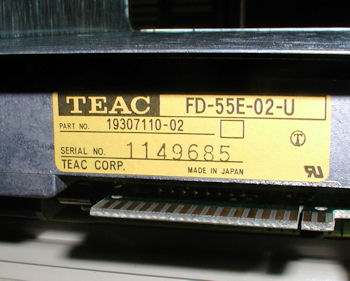 TEAC FD-55E-02-U
PART NO. 19307110-02
SERIAL NO. 1149685
TEAC CORP. MADE IN JAPAN